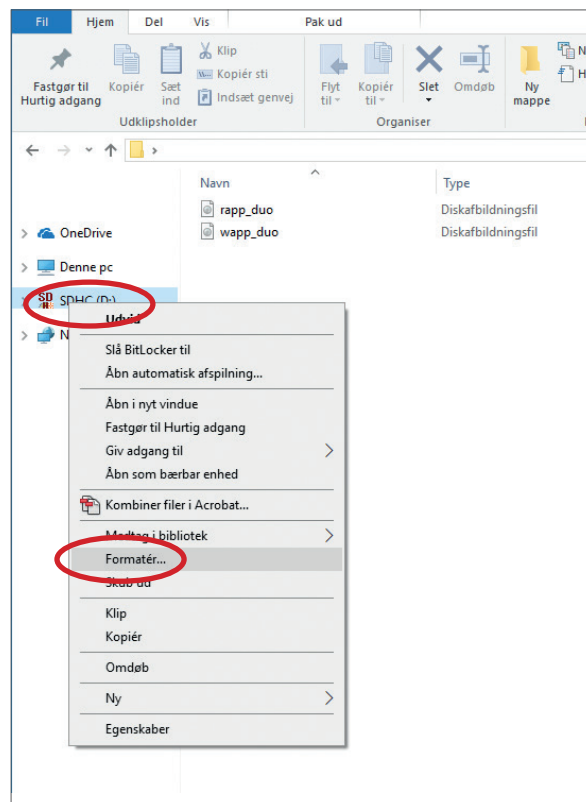 Fil Hjem Del Vis Pak ud
Fastgør til
Hurtig adgang
Kopiér
Sæt
ind
Klip
Kopiér sti
Indsæt genvej
Udklipsholder
Flyt
til
Kopiér
til
Slet
Omdøb
Organiser
Ny
mappe
N
H
Navn Type
rapp_duo Diskafbildningsfil
wapp_duo Diskafbildningsfil
OneDrive
Denne pc
SDHC (D:)
N
Udvid
Slå BitLocker til
Åbn automatisk afspilning...
Åbn i nyt vindue
Fastgør til Hurtig adgang
Giv adgang til
Åbn som bærbar enhed
Kombiner filer i Acrobat...
Medtag i bibliotek
Formatér...
Skub ud
Klip
Kopiér
Omdøb
Ny
Egenskaber